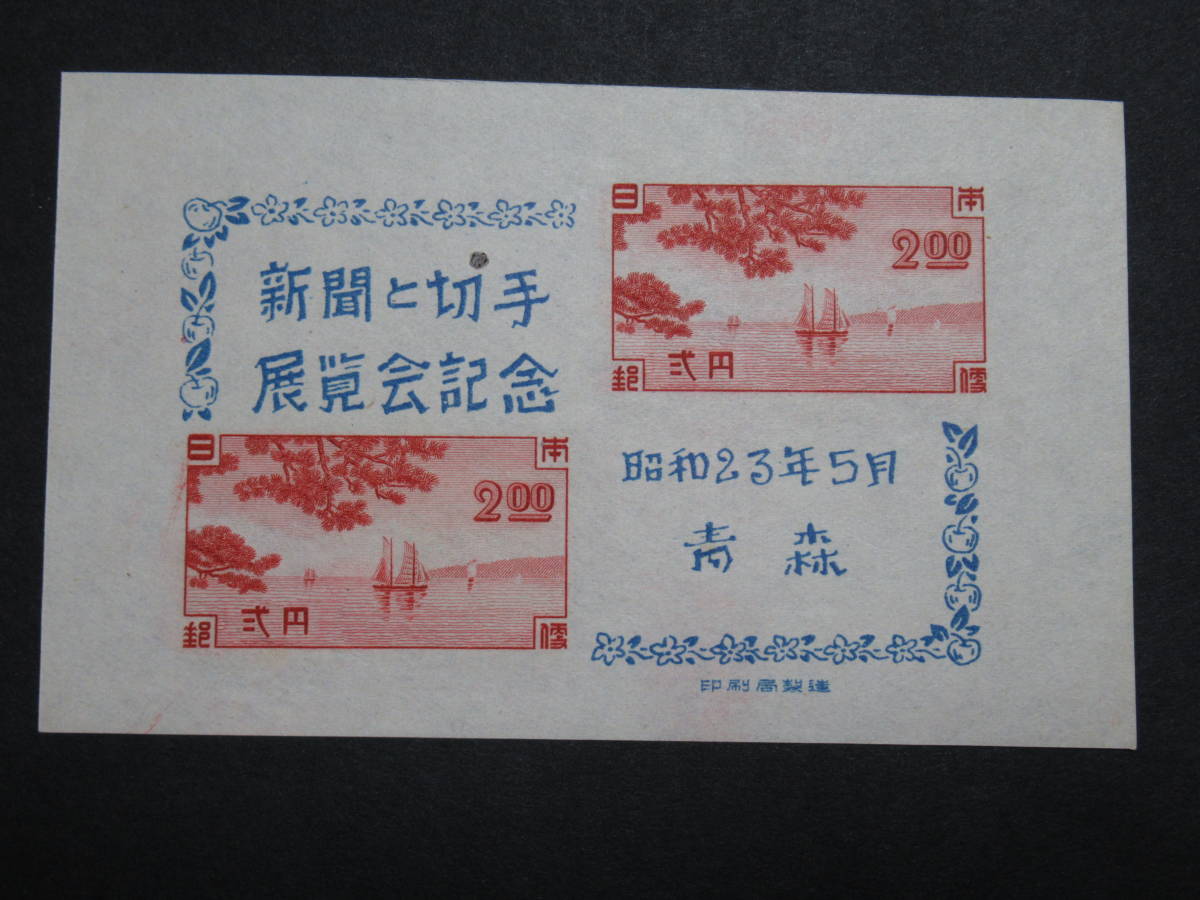 新聞と切手
展覧会記念
日本
2.00
弐円
郵便
日本
2.00
弐円
郵便
昭和23年5月
青森
印刷局製造